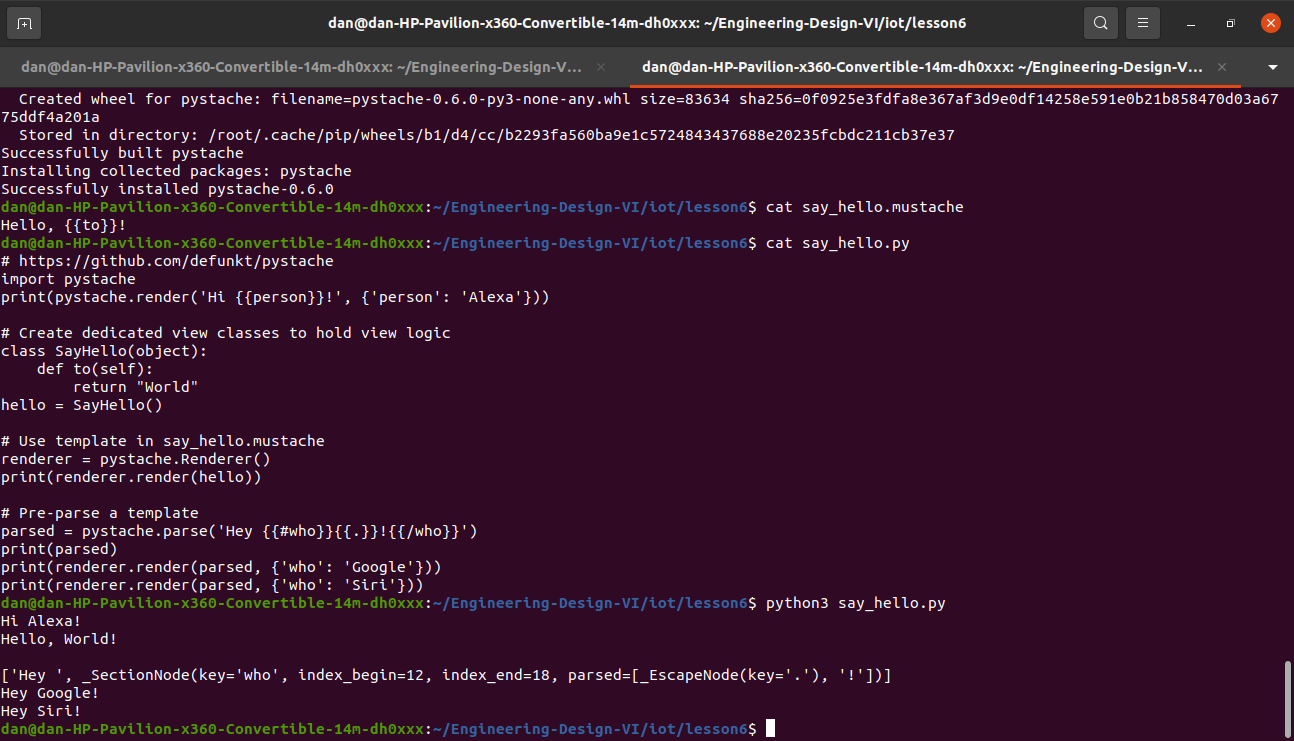 dan@dan-HP-Pavilion-x360-Convertible-14m-dh0xxx: ~/Engineering-Design-VI/iot/lesson6
dan@dan-HP-Pavilion-x360-Convertible-14m-dh0xxx: ~/Engineering-Design-V...
dan@dan-HP-Pavilion-x360-Convertible-14m-dh0xxx: ~/Engineering-Design-V...
  Created wheel for pystache: filename=pystache-0.6.0-py3-none-any.whl size=83634 sha256=0f0925e3fdfa8e367af3d9e0df14258e591e0b21b858470d03a67
75ddf4a201a
  Stored in directory: /root/.cache/pip/wheels/b1/d4/cc/b2293fa560ba9e1c5724843437688e20235fcbdc211cb37e37
Successfully built pystache
Installing collected packages: pystache
Successfully installed pystache-0.6.0
dan@dan-HP-Pavilion-x360-Convertible-14m-dh0xxx:~/Engineering-Design-VI/iot/lesson6$ cat say_hello.mustache
Hello, {{to}}!
dan@dan-HP-Pavilion-x360-Convertible-14m-dh0xxx:~/Engineering-Design-VI/iot/lesson6$ cat say_hello.py
# https://github.com/defunkt/pystache
import pystache
print(pystache.render('Hi {{person}}!', {'person': 'Alexa'}))

# Create dedicated view classes to hold view logic
class SayHello(object):
    def to(self):
        return "World"
hello = SayHello()

# Use template in say_hello.mustache
renderer = pystache.Renderer()
print(renderer.render(hello))

# Pre-parse a template
parsed = pystache.parse('Hey {{#who}}{{.}}!{{/who}}')
print(parsed)
print(renderer.render(parsed, {'who': 'Google'}))
print(renderer.render(parsed, {'who': 'Siri'}))
dan@dan-HP-Pavilion-x360-Convertible-14m-dh0xxx:~/Engineering-Design-VI/iot/lesson6$ python3 say_hello.py
Hi Alexa!
Hello, World!

['Hey ', _SectionNode(key='who', index_begin=12, index_end=18, parsed=[_EscapeNode(key='.'), '!'])]
Hey Google!
Hey Siri!
dan@dan-HP-Pavilion-x360-Convertible-14m-dh0xxx:~/Engineering-Design-VI/iot/lesson6$